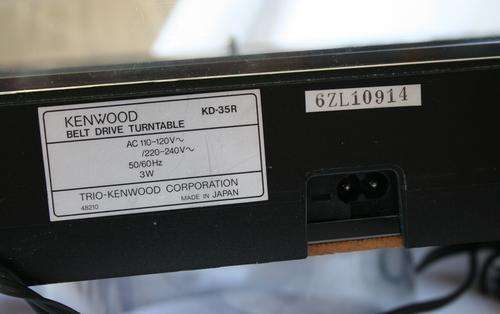 KENWOOD KD-35R
BELT DRIVE TURNTABLE
AC 110-120V~
/220-240V~
50/60Hz
3W
TRIO-KENWOOD CORPORATION
48210 MADE IN JAPAN
6ZL10914